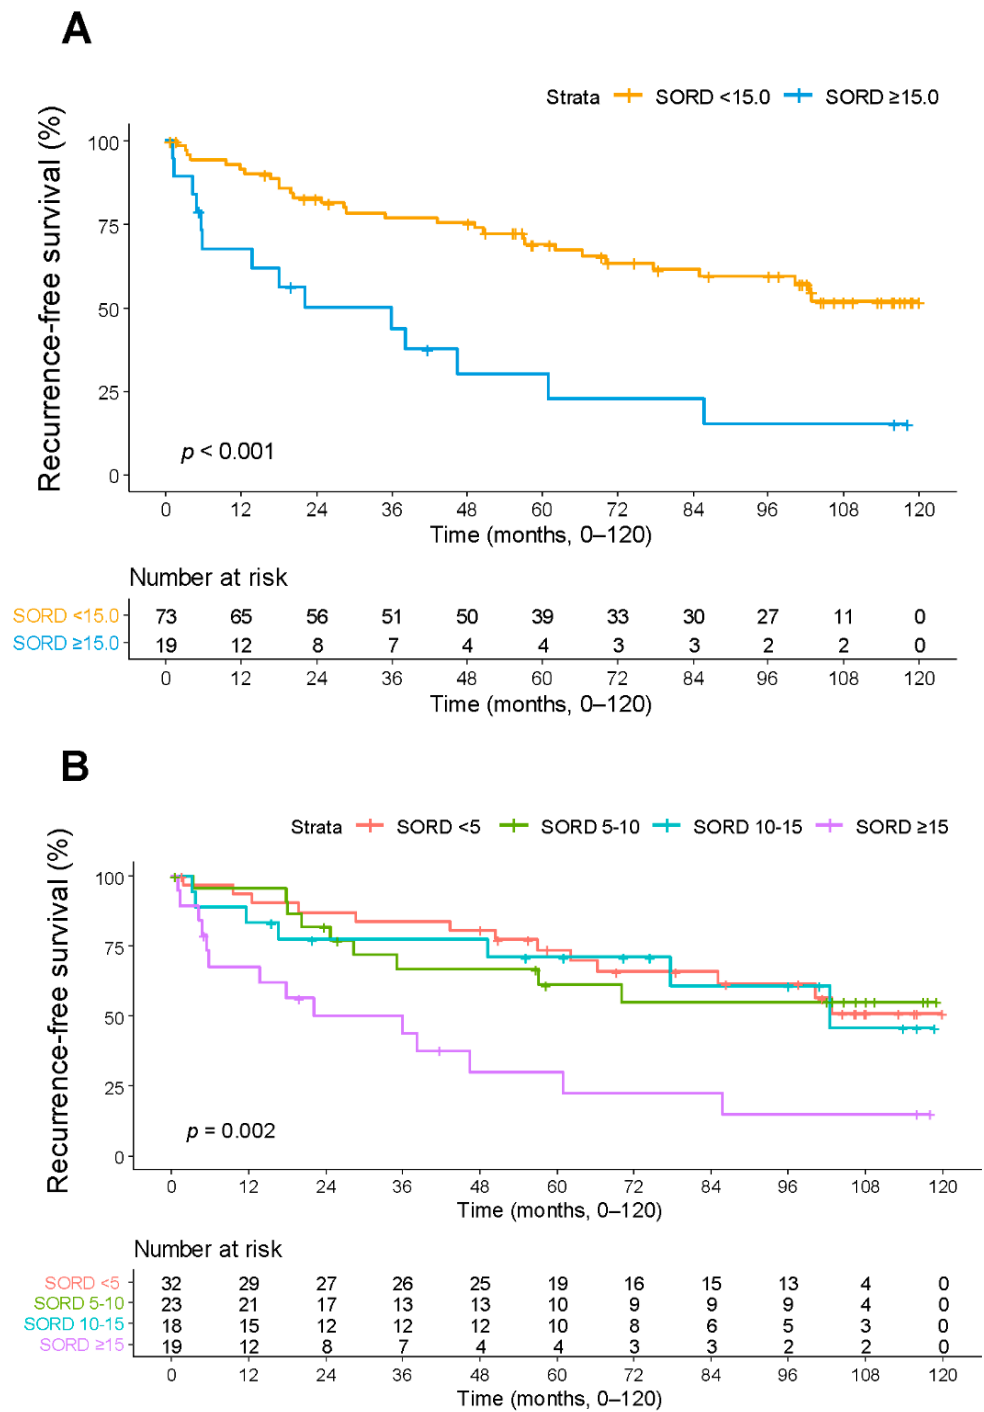 A
Strata SORD <15.0 SORD ≥15.0
Recurrence-free survival (%)
100
75
50
25
0
p < 0.001
0 12 24 36 48 60 72 84 96 108 120
Time (months, 0–120)
Number at risk
SORD <15.0 73 65 56 51 50 39 33 30 27 11 0
SORD ≥15.0 19 12 8 7 4 4 3 3 2 2 0
0 12 24 36 48 60 72 84 96 108 120
Time (months, 0–120)
B
Strata SORD <5 SORD 5-10 SORD 10-15 SORD ≥15
Recurrence-free survival (%)
100
75
50
25
0
p = 0.002
0 12 24 36 48 60 72 84 96 108 120
Time (months, 0–120)
Number at risk
SORD <5 32 29 27 26 25 19 16 15 13 4 0
SORD 5-10 23 21 17 13 13 10 9 9 9 4 0
SORD 10-15 18 15 12 12 12 10 8 6 5 3 0
SORD ≥15 19 12 8 7 4 4 3 3 2 2 0
0 12 24 36 48 60 72 84 96 108 120
Time (months, 0–120)